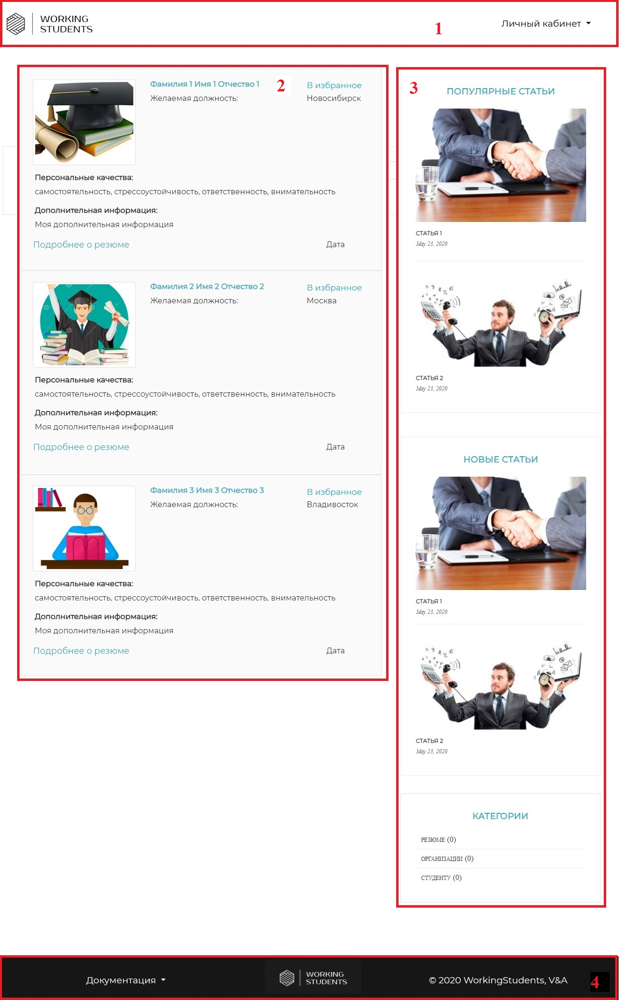 WORKING
STUDENTS
1
Личный кабинет
Фамилия 1 Имя 1 Отчество 1
2
В избранное
Желаемая должность:
Новосибирск
Персональные качества:
самостоятельность, стрессоустойчивость, ответственность, внимательность
Дополнительная информация:
Моя дополнительная информация
Подробнее о резюме
Дата
Фамилия 2 Имя 2 Отчество 2
В избранное
Желаемая должность:
Москва
Персональные качества:
самостоятельность, стрессоустойчивость, ответственность, внимательность
Дополнительная информация:
Моя дополнительная информация
Подробнее о резюме
Дата
Фамилия 3 Имя 3 Отчество 3
В избранное
Желаемая должность:
Владивосток
Персональные качества:
самостоятельность, стрессоустойчивость, ответственность, внимательность
Дополнительная информация:
Моя дополнительная информация
Подробнее о резюме
Дата
3
ПОПУЛЯРНЫЕ СТАТЬИ
СТАТЬЯ 1
May 23, 2020
СТАТЬЯ 2
May 23, 2020
НОВЫЕ СТАТЬИ
СТАТЬЯ 1
May 23, 2020
СТАТЬЯ 2
May 23, 2020
КАТЕГОРИИ
РЕЗЮМЕ (0)
ОРГАНИЗАЦИИ (0)
СТУДЕНТУ (0)
Документация
WORKING
STUDENTS
© 2020 WorkingStudents, V&A
4